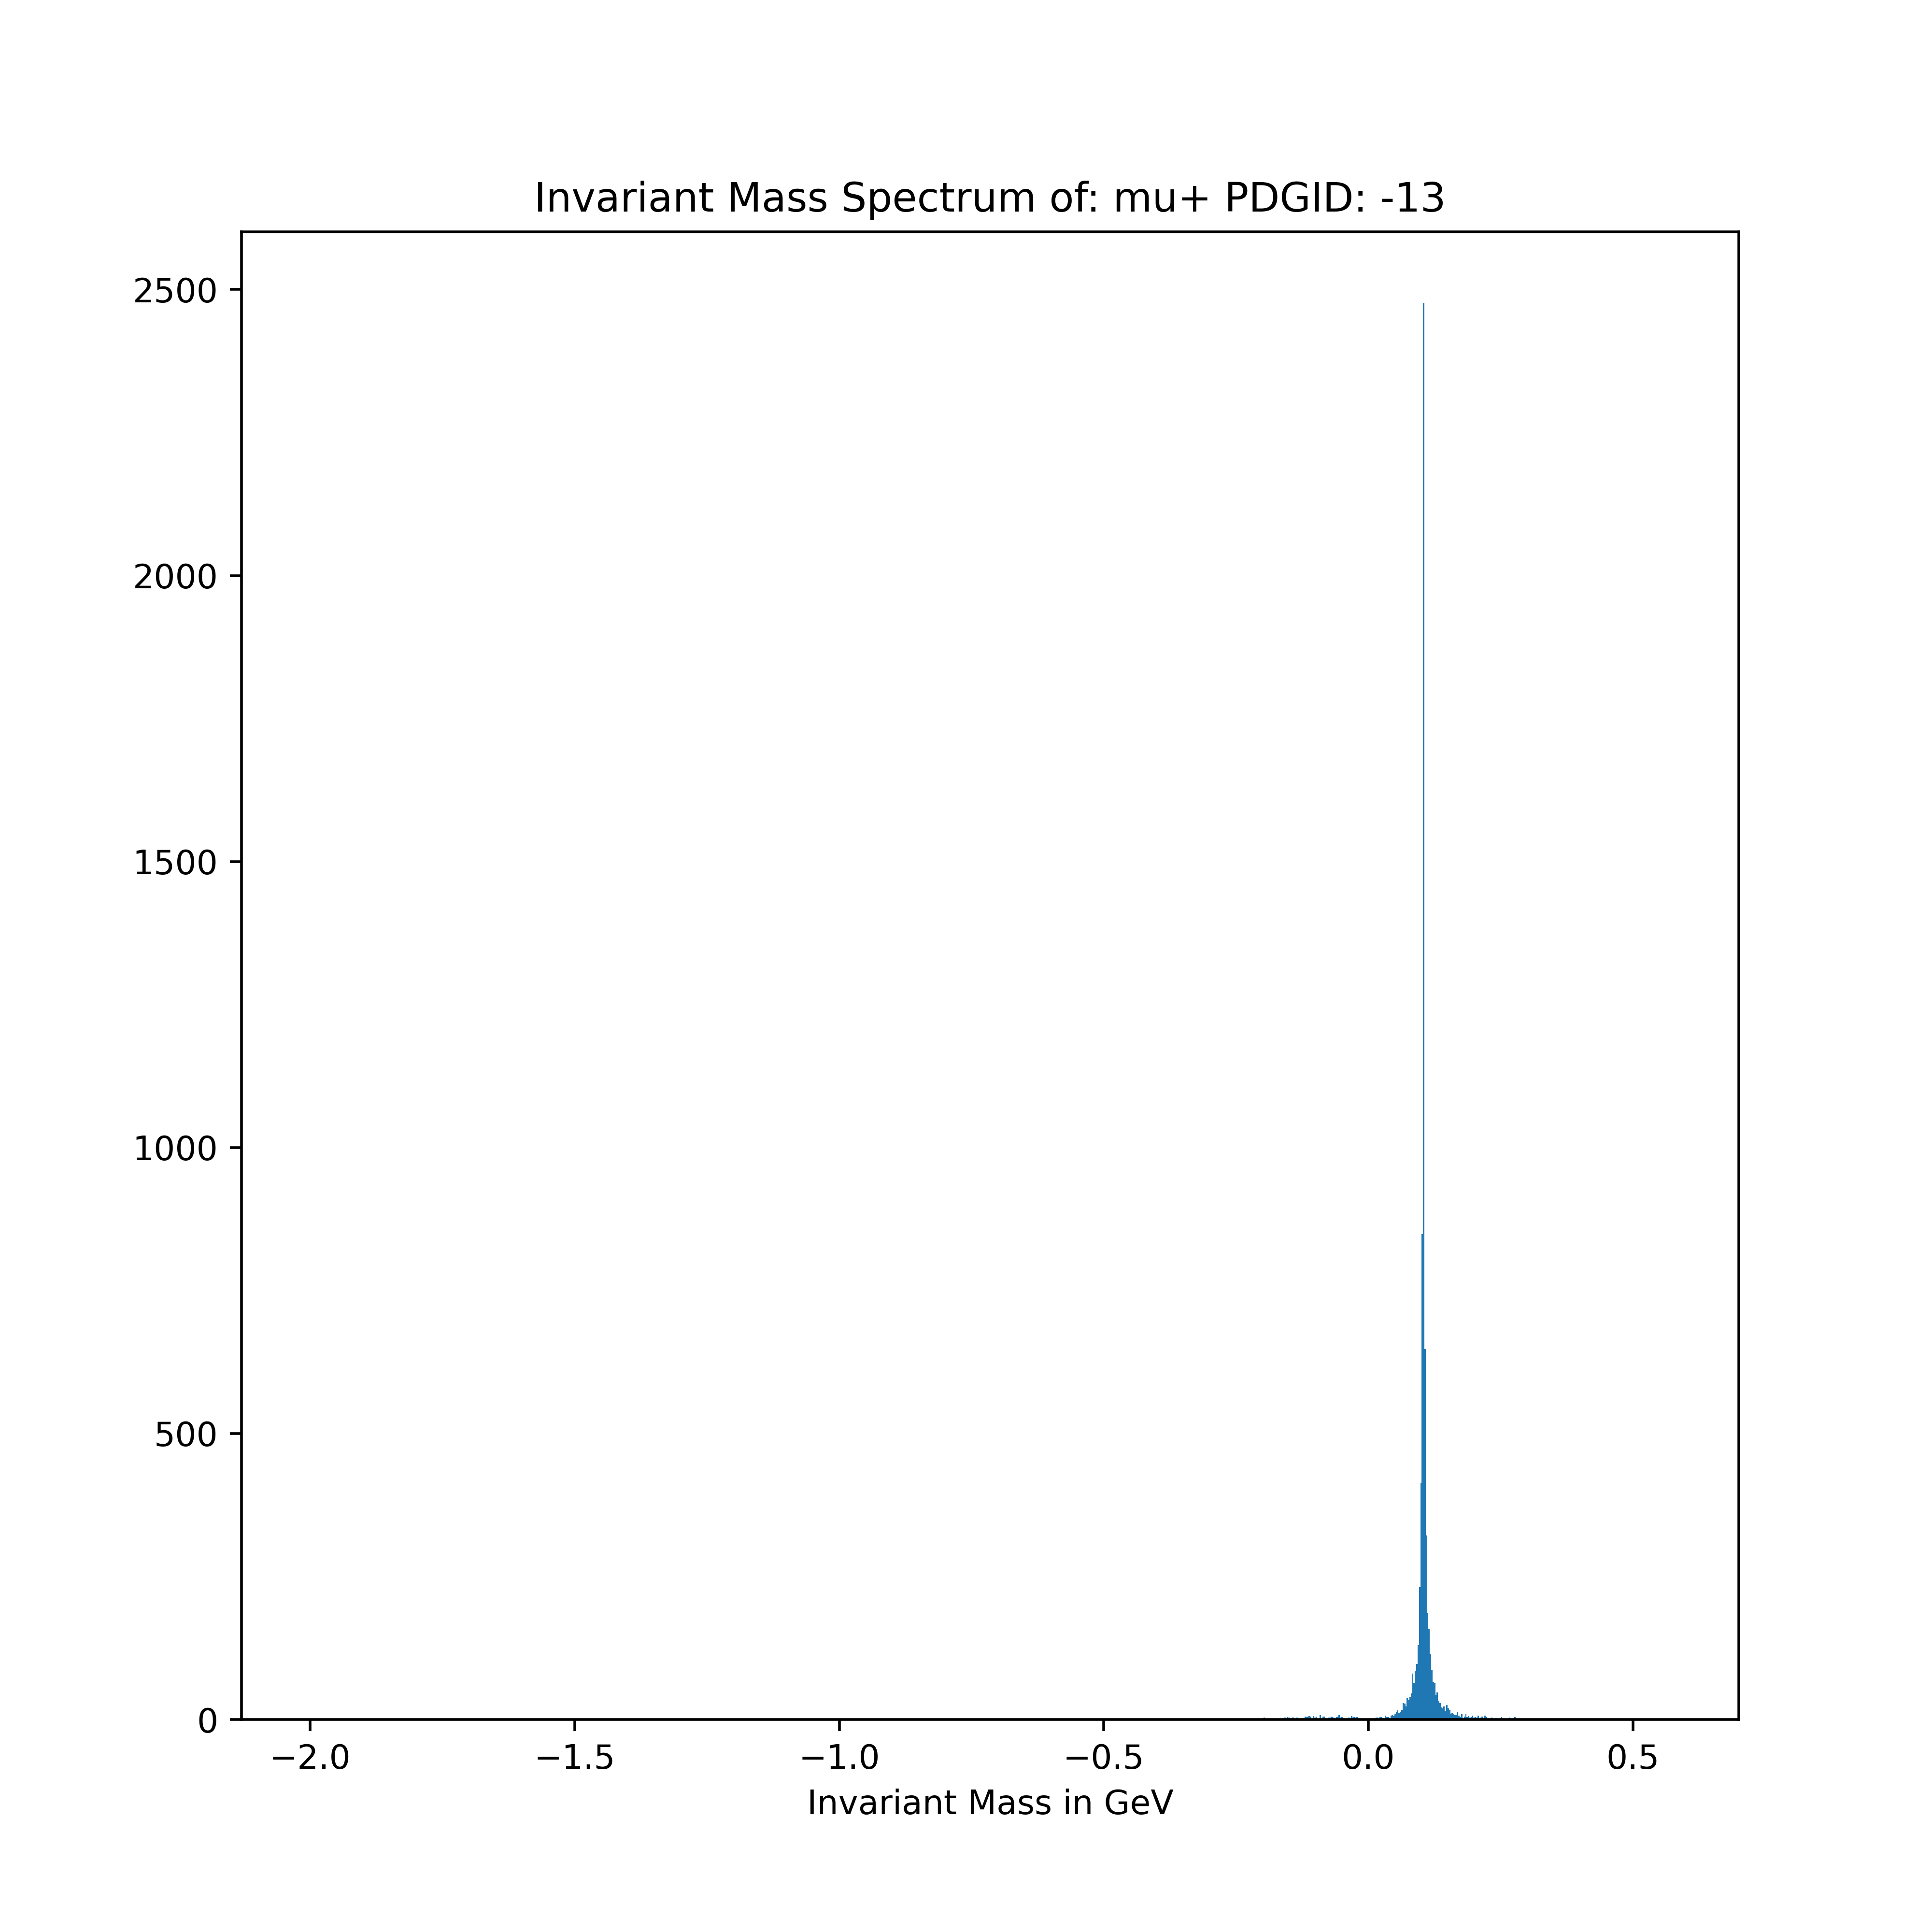 Invariant Mass Spectrum of: mu+ PDGID: -13
2500
2000
1500
1000
500
0
−2.0 −1.5 −1.0 −0.5 0.0 0.5
Invariant Mass in GeV